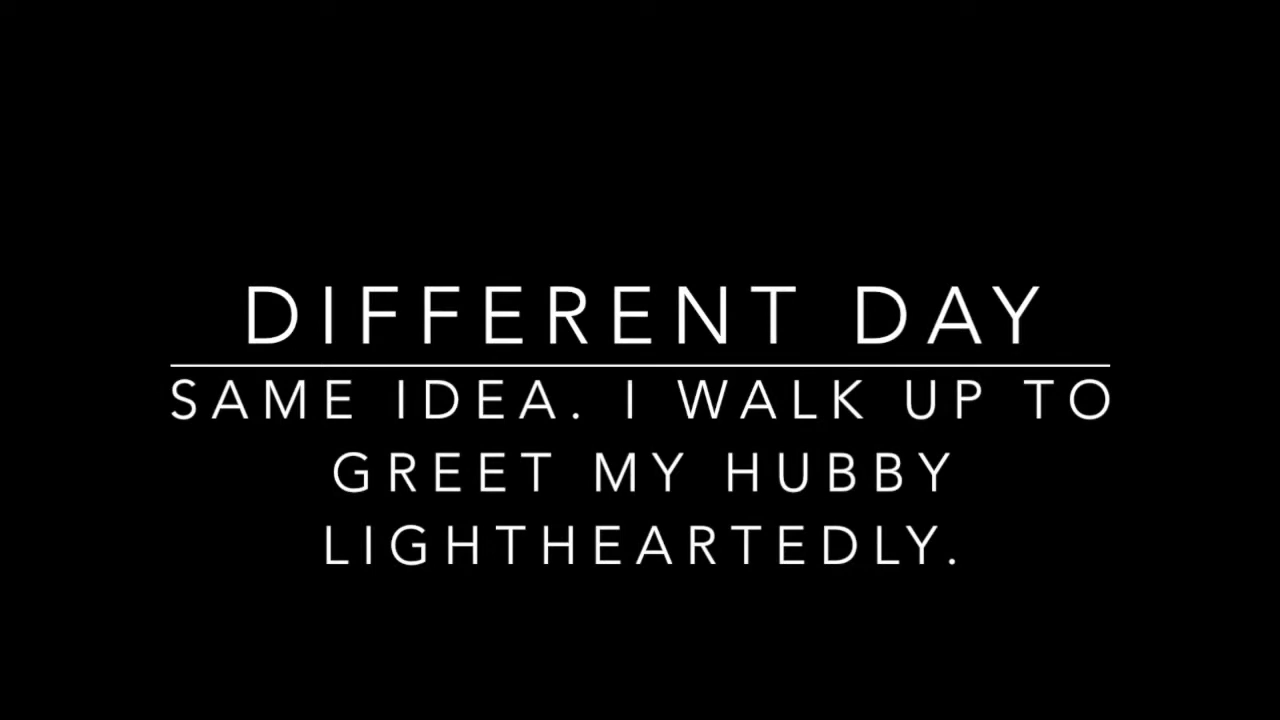 DIFFERENT DAY
SAME IDEA. I WALK UP TO
GREET MY HUBBY
LIGHTHEARTEDLY.